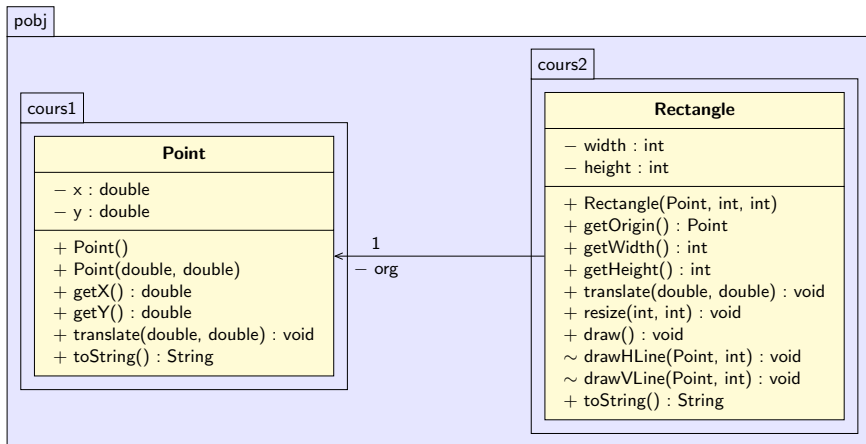 pobj
cours1
Point
− x : double
− y : double
+ Point()
+ Point(double, double)
+ getX() : double
+ getY() : double
+ translate(double, double) : void
+ toString() : String
1
− org
cours2
Rectangle
− width : int
− height : int
+ Rectangle(Point, int, int)
+ getOrigin() : Point
+ getWidth() : int
+ getHeight() : int
+ translate(double, double) : void
+ resize(int, int) : void
+ draw() : void
∼ drawHLine(Point, int) : void
∼ drawVLine(Point, int) : void
+ toString() : String